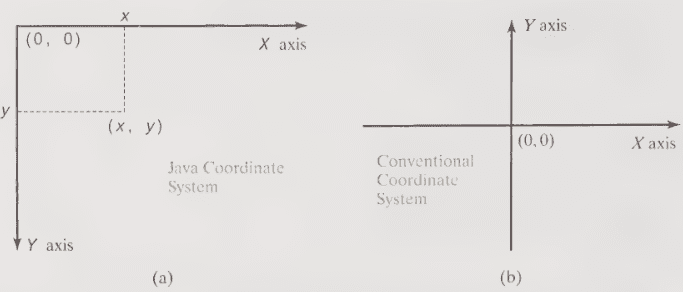 x
(0, 0)
X axis
y
(x, y)
Java Coordinate
System
Y axis
(a)
Y axis
(0, 0)
X axis
Conventional
Coordinate
System
(b)